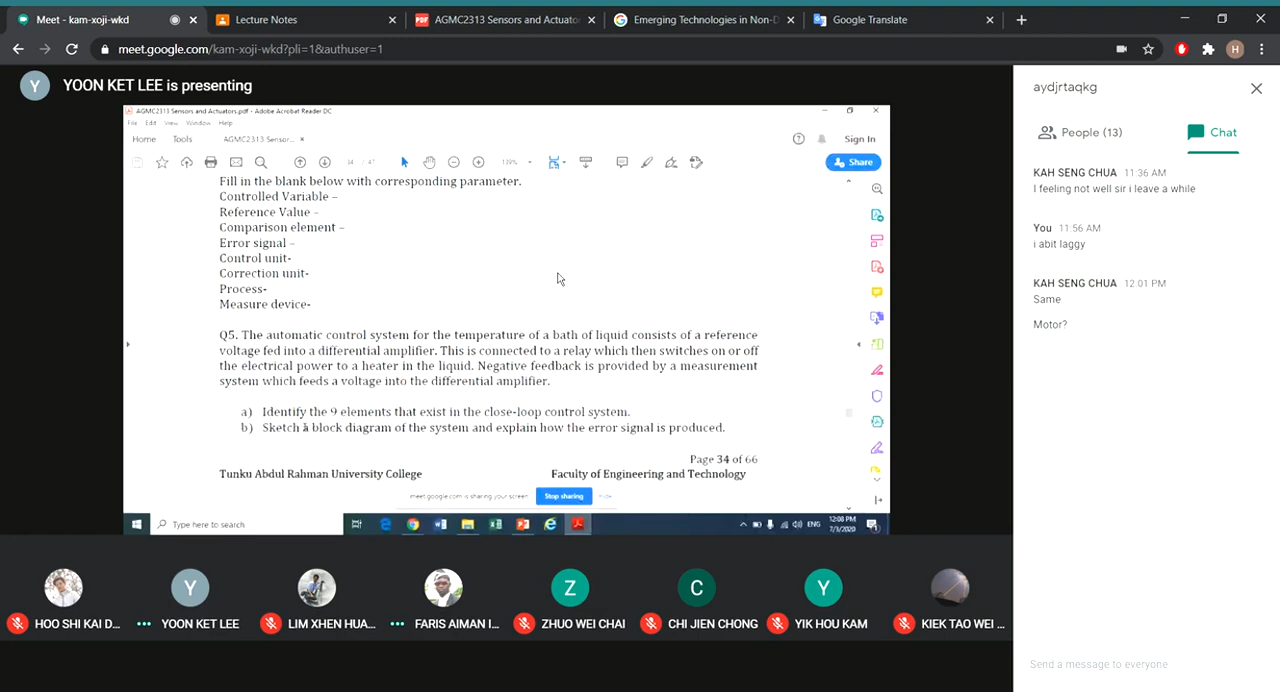 Meet - kam-xoji-wkd
Lecture Notes
AGMC2313 Sensors and Actuator
Emerging Technologies in Non-D
Google Translate
meet.google.com/kam-xoji-wkd?pli=1&authuser=1
H
Y
YOON KET LEE is presenting
AGMC2313 Sensors and Actuators.pdf - Adobe Acrobat Reader DC
File Edit View Window Help
Home Tools AGMC2313 Sensor...
Sign In
34 / 47
139%
Share
Fill in the blank below with corresponding parameter.
Controlled Variable –
Reference Value –
Comparison element –
Error signal –
Control unit-
Correction unit-
Process-
Measure device-
Q5. The automatic control system for the temperature of a bath of liquid consists of a reference
voltage fed into a differential amplifier. This is connected to a relay which then switches on or off
the electrical power to a heater in the liquid. Negative feedback is provided by a measurement
system which feeds a voltage into the differential amplifier.
a) Identify the 9 elements that exist in the close-loop control system.
b) Sketch a block diagram of the system and explain how the error signal is produced.
Page 34 of 66
Tunku Abdul Rahman University College Faculty of Engineering and Technology
meet.google.com is sharing your screen. Stop sharing Hide
Type here to search
ENG
12:08 PM
7/3/2020
aydjrtaqkg
People (13)
Chat
KAH SENG CHUA 11:36 AM
I feeling not well sir i leave a while
You 11:56 AM
i abit laggy
KAH SENG CHUA 12:01 PM
Same
Motor?
Send a message to everyone
Y
Z
C
Y
HOO SHI KAI D...
YOON KET LEE
LIM XHEN HUA...
FARIS AIMAN I...
ZHUO WEI CHAI
CHI JIEN CHONG
YIK HOU KAM
KIEK TAO WEI ...